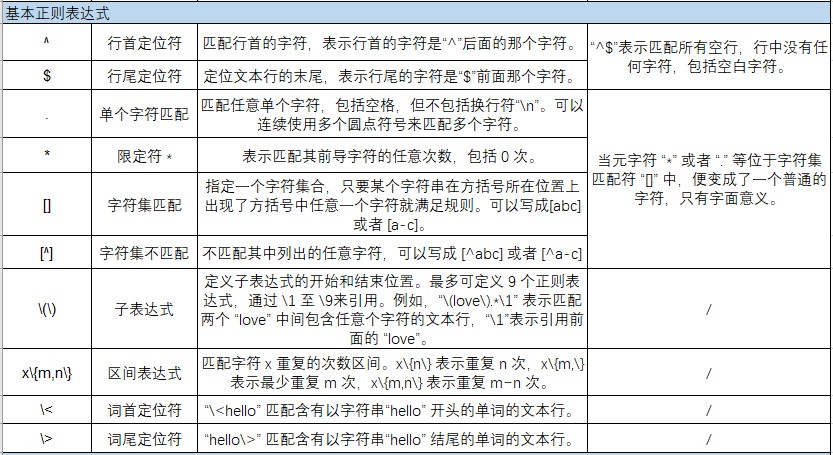 基本正则表达式
^
行首定位符
匹配行首的字符，表示行首的字符是“^”后面的那个字符。
“^$”表示匹配所有空行，行中没有任
何字符，包括空白字符。
$
行尾定位符
定位文本行的末尾，表示行尾的字符是“$”前面那个字符。
.
单个字符匹配
匹配任意单个字符，包括空格，但不包括换行符“\n”。可以
连续使用多个圆点符号来匹配多个字符。
当元字符 “*” 或者 “.” 等位于字符集
匹配符 “[]” 中，便变成了一个普通的
字符，只有字面意义。
*
限定符 *
表示匹配其前导字符的任意次数，包括 0 次。
[]
字符集匹配
指定一个字符集合，只要某个字符串在方括号所在位置上
出现了方括号中任意一个字符就满足规则。可以写成[abc]
或者 [a-c]。
[^]
字符集不匹配
不匹配其中列出的任意字符，可以写成 [^abc] 或者 [^a-c]
\(\)
子表达式
定义子表达式的开始和结束位置。最多可定义 9 个正则表
达式，通过 \1 至 \9来引用。例如，“\(love\).*\1” 表示匹配
两个 “love” 中间包含任意个字符的文本行，“\1”表示引用前
面的 “love”。
/
x\{m,n\}
区间表达式
匹配字符 x 重复的次数区间。x\{n\} 表示重复 n 次，x\{m,\}
表示最少重复 m 次，x\{m,n\} 表示重复 m−n 次。
/
\<
词首定位符
“\<hello” 匹配含有以字符串“hello” 开头的单词的文本行。
/
\>
词尾定位符
“hello\>” 匹配含有以字符串“hello” 结尾的单词的文本行。
/